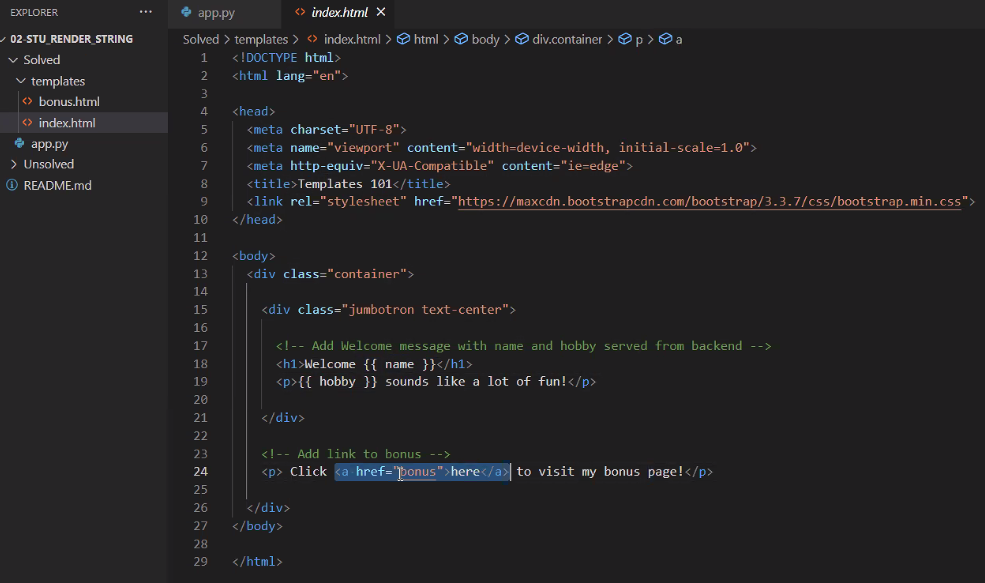 EXPLORER ...
02-STU_RENDER_STRING
Solved
templates
bonus.html
index.html
app.py
Unsolved
README.md
app.py index.html
Solved > templates > index.html > html > body > div.container > p > a
1 <!DOCTYPE html>
2 <html lang="en">
3
4 <head>
5 <meta charset="UTF-8">
6 <meta name="viewport" content="width=device-width, initial-scale=1.0">
7 <meta http-equiv="X-UA-Compatible" content="ie=edge">
8 <title>Templates 101</title>
9 <link rel="stylesheet" href="https://maxcdn.bootstrapcdn.com/bootstrap/3.3.7/css/bootstrap.min.css">
10 </head>
11
12 <body>
13 <div class="container">
14
15 <div class="jumbotron text-center">
16
17 <!-- Add Welcome message with name and hobby served from backend -->
18 <h1>Welcome {{ name }}</h1>
19 <p>{{ hobby }} sounds like a lot of fun!</p>
20
21 </div>
22
23 <!-- Add link to bonus -->
24 <p> Click <a href="bonus">here</a> to visit my bonus page!</p>
25
26 </div>
27 </body>
28
29 </html>